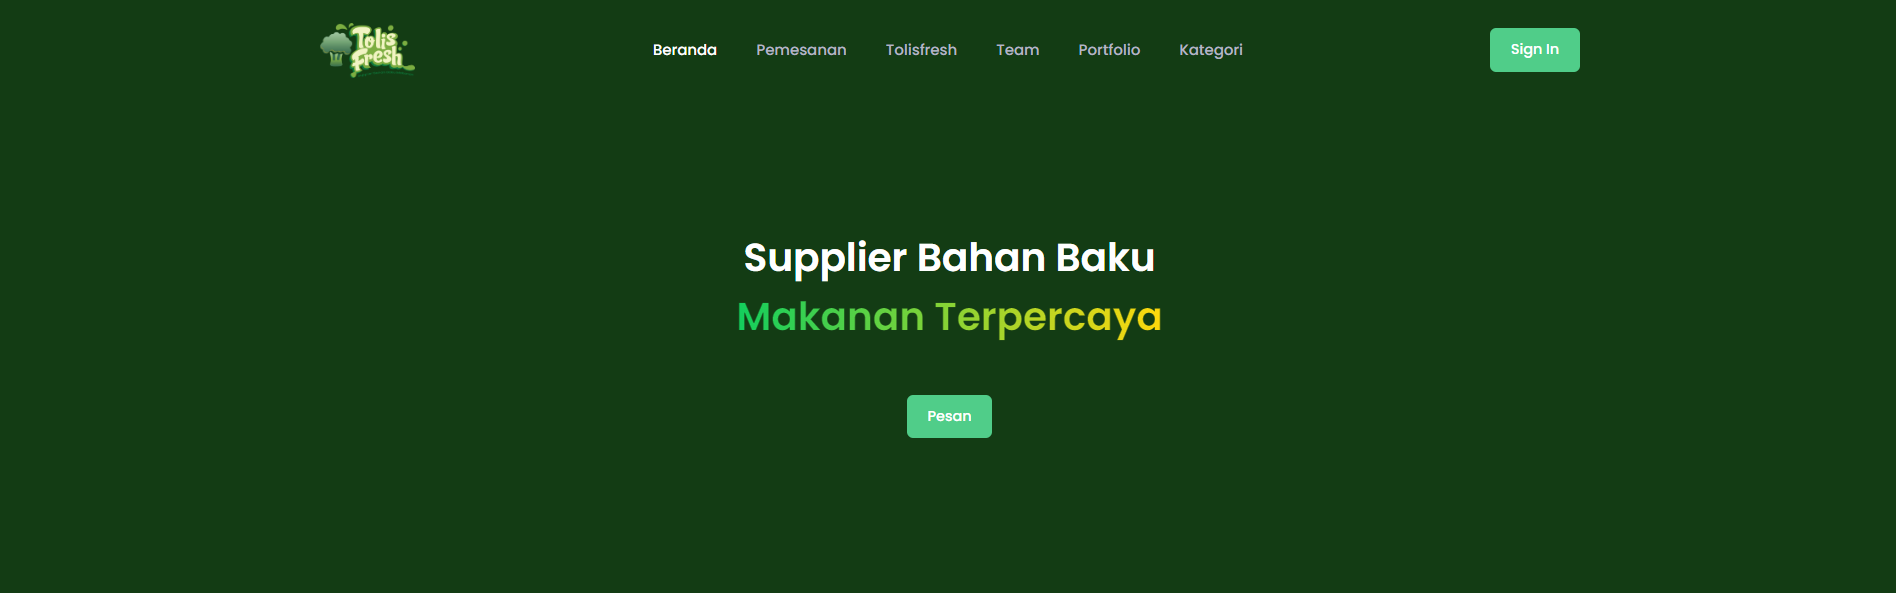 Tolis
Fresh
Beranda Pemesanan Tolisfresh Team Portfolio Kategori
Sign In
Supplier Bahan Baku
Makanan Terpercaya
Pesan